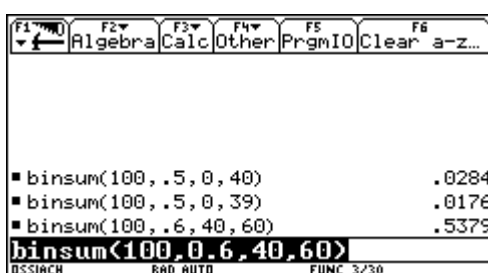 F1 F2 F3 F4 F5 F6
Algebra Calc Other PrgmIO Clear a-z…
binsum(100,.5,0,40) .0284
binsum(100,.5,0,39) .0176
binsum(100,.6,40,60) .5379
binsum(100,0.6,40,60)
OSSIACH RAD AUTO FUNC 3/30